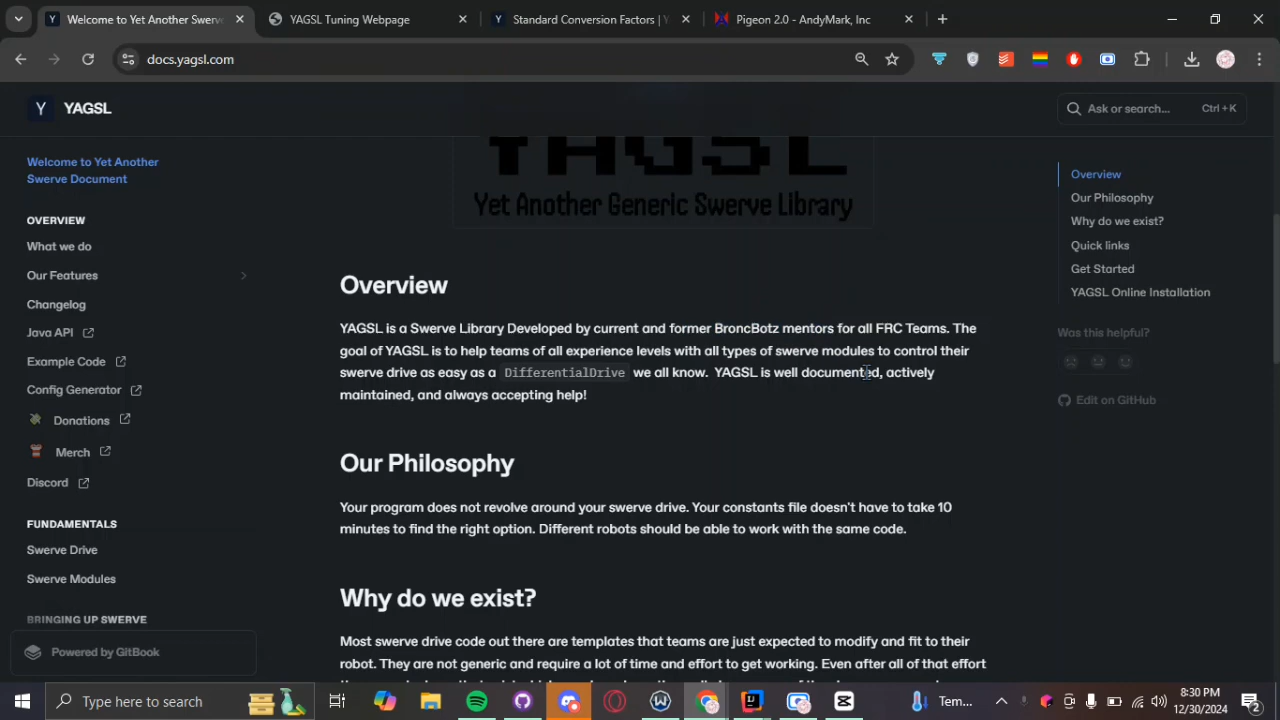 Welcome to Yet Another Swerv
YAGSL Tuning Webpage
Standard Conversion Factors | Y
Pigeon 2.0 - AndyMark, Inc
docs.yagsl.com
Y YAGSL
Ask or search... Ctrl + K
YAGSL
Yet Another Generic Swerve Library
Welcome to Yet Another
Swerve Document
OVERVIEW
What we do
Our Features
Changelog
Java API
Example Code
Config Generator
Donations
Merch
Discord
FUNDAMENTALS
Swerve Drive
Swerve Modules
BRINGING UP SWERVE
Powered by GitBook
Overview
YAGSL is a Swerve Library Developed by current and former BroncBotz mentors for all FRC Teams. The
goal of YAGSL is to help teams of all experience levels with all types of swerve modules to control their
swerve drive as easy as a DifferentialDrive we all know. YAGSL is well documented, actively
maintained, and always accepting help!
Our Philosophy
Your program does not revolve around your swerve drive. Your constants file doesn't have to take 10
minutes to find the right option. Different robots should be able to work with the same code.
Why do we exist?
Most swerve drive code out there are templates that teams are just expected to modify and fit to their
robot. They are not generic and require a lot of time and effort to get working. Even after all of that effort
Overview
Our Philosophy
Why do we exist?
Quick links
Get Started
YAGSL Online Installation
Was this helpful?
Edit on GitHub
Type here to search
Tem...
8:30 PM
12/30/2024
2